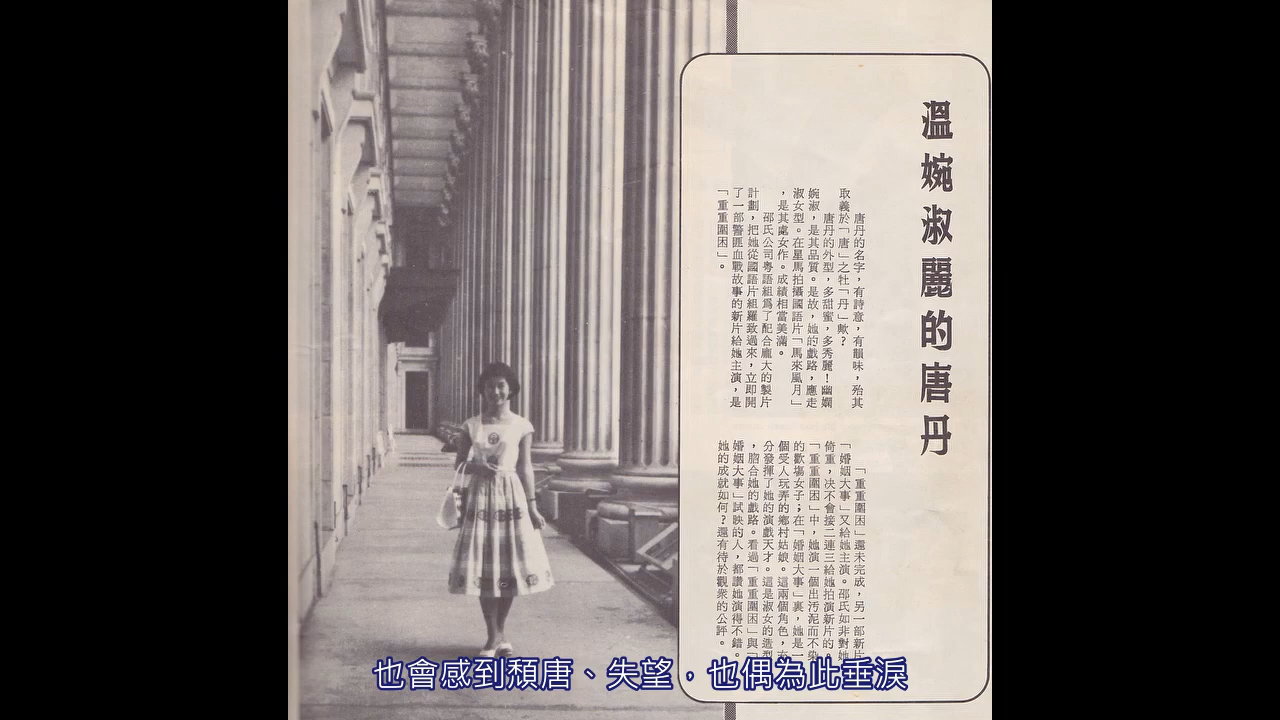 溫婉淑麗的唐丹
唐丹的名字，有詩意，有韻味，殆其
取義於「唐」之牡「丹」歟？
唐丹的外型，多甜蜜，多秀麗！幽嫻
婉淑，是其品質。是故，她的戲路，應走
淑女型。在星馬拍攝國語片「馬來風月」
，是其處女作。成績相當美滿。
邵氏公司粵語組爲了配合龐大的製片
計劃，把她從國語片組羅致過來，立即開
了一部警匪血戰故事的新片給她主演，是
「重重圍困」。
「重重圍困」還未完成，另一部新片
「婚姻大事」又給她主演。邵氏如非對她
倚重，决不會接二連三給她拍演新片的。
「重重圍困」中，她演一個出汚泥而不染
的歡塲女子；在「婚姻大事」裏，她是一
個受人玩弄的鄉村姑娘。這兩個角色，充
分發揮了她的演戲天才。這是淑女的造型
，脗合她的戲路。看過「重重圍困」與「
婚姻大事」試映的人，都讚她演得不錯。
她的成就如何？還有待於觀衆的公評。
也會感到頹唐、失望，也偶為此垂淚